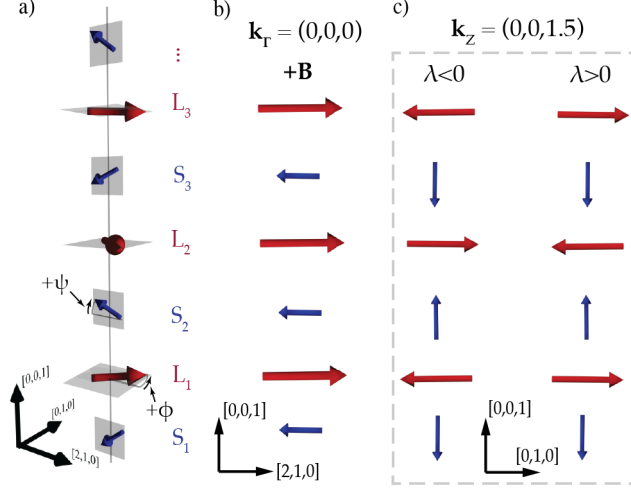 a)
⋮
L₃
S₃
L₂
+ψ
S₂
L₁
+ϕ
S₁
[0,0,1]
[0,1,0]
[2,1,0]
b)
𝐤_Γ = (0,0,0)
+B
[0,0,1]
[2,1,0]
c)
𝐤_Z = (0,0,1.5)
λ<0 λ>0
[0,0,1]
[0,1,0]